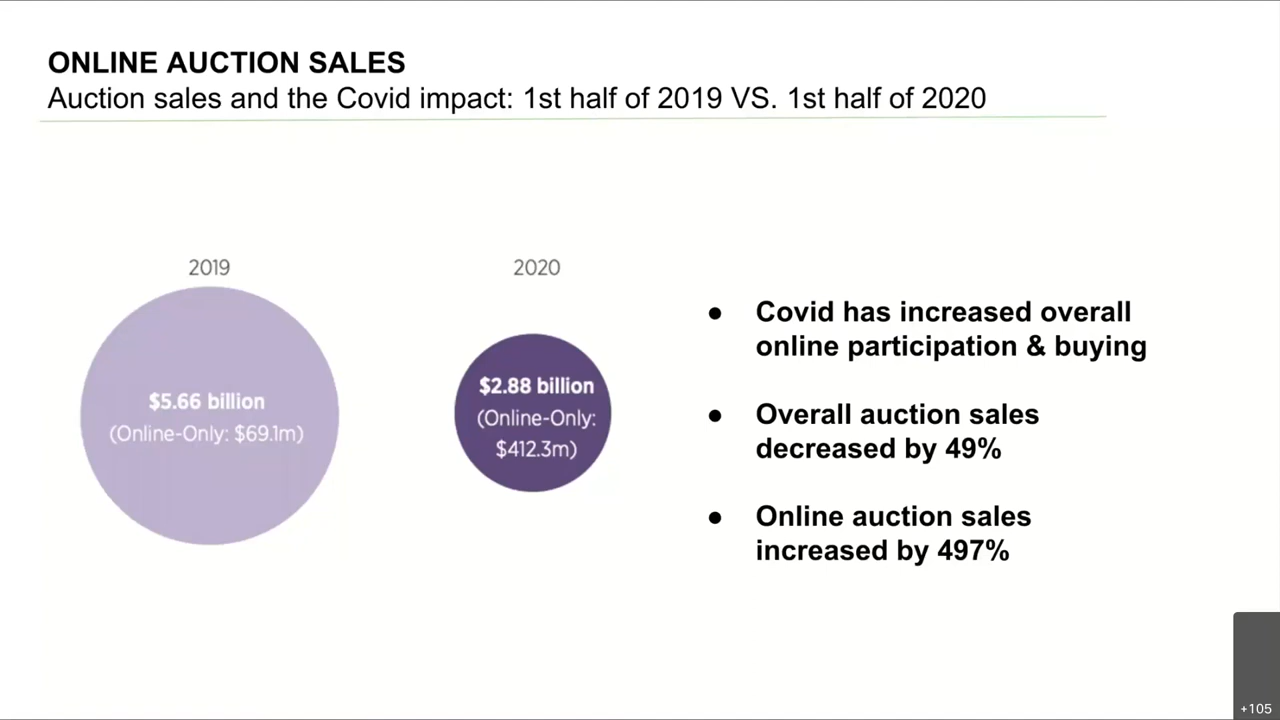 ONLINE AUCTION SALES
Auction sales and the Covid impact: 1st half of 2019 VS. 1st half of 2020
2019
$5.66 billion
(Online-Only: $69.1m)
2020
$2.88 billion
(Online-Only:
$412.3m)
● Covid has increased overall
online participation & buying
● Overall auction sales
decreased by 49%
● Online auction sales
increased by 497%
+105